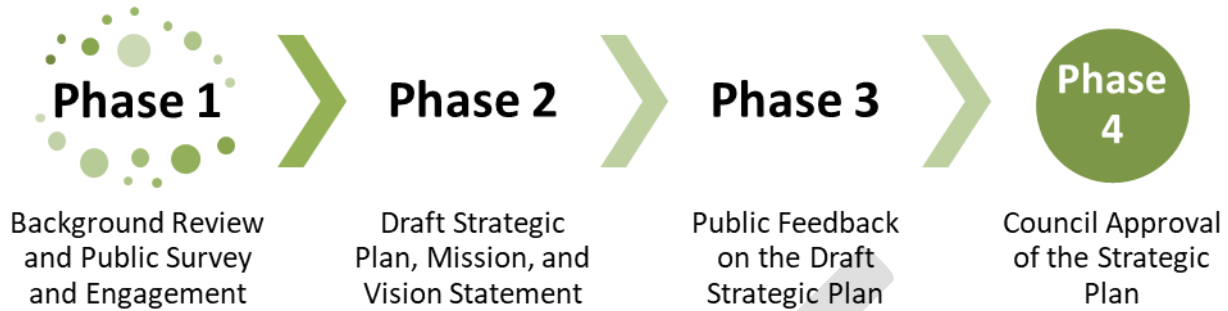 Phase 1
Phase 2
Phase 3
Phase
4
Background Review
and Public Survey
and Engagement
Draft Strategic
Plan, Mission, and
Vision Statement
Public Feedback
on the Draft
Strategic Plan
Council Approval
of the Strategic
Plan